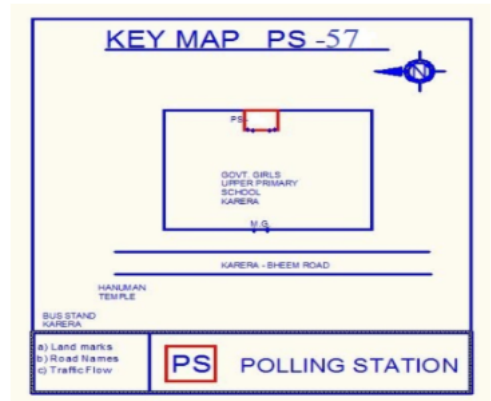 KEY MAP PS -57
N
PS-
GOVT. GIRLS
UPPER PRIMARY
SCHOOL
KARERA
M.G.
KARERA - BHEEM ROAD
HANUMAN
TEMPLE
BUS STAND
KARERA
a) Land marks
b) Road Names
c) Traffic Flow
PS POLLING STATION